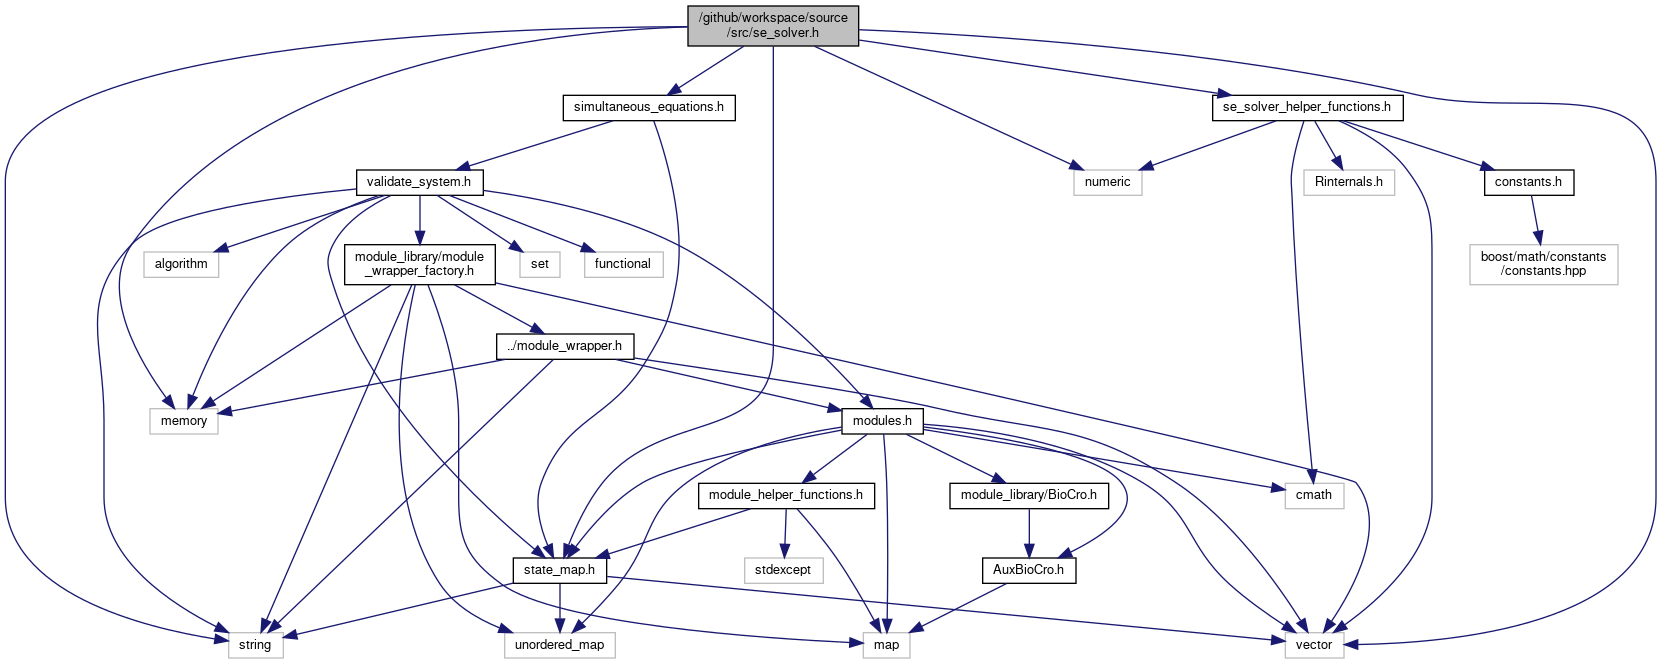 /github/workspace/source
/src/se_solver.h
simultaneous_equations.h
se_solver_helper_functions.h
validate_system.h
numeric
Rinternals.h
constants.h
algorithm
module_library/module
_wrapper_factory.h
set
functional
boost/math/constants
/constants.hpp
../module_wrapper.h
memory
modules.h
module_helper_functions.h
module_library/BioCro.h
cmath
state_map.h
stdexcept
AuxBioCro.h
string
unordered_map
map
vector